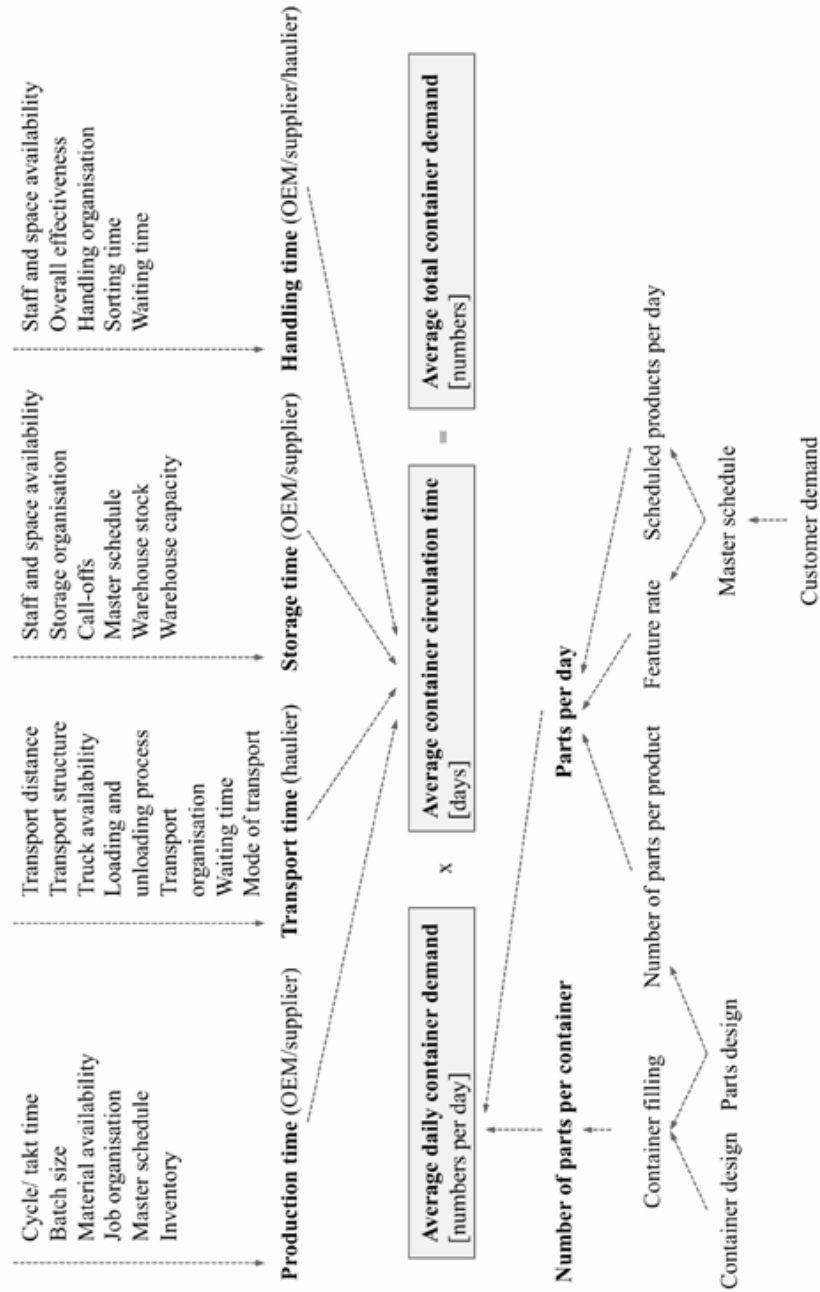 Cycle/ takt time
Batch size
Material availability
Job organisation
Master schedule
Inventory
Transport distance
Transport structure
Truck availability
Loading and
unloading process
Transport
organisation
Waiting time
Mode of transport
Staff and space availability
Storage organisation
Call-offs
Master schedule
Warehouse stock
Warehouse capacity
Staff and space availability
Overall effectiveness
Handling organisation
Sorting time
Waiting time
Production time (OEM/supplier)
Transport time (haulier)
Storage time (OEM/supplier)
Handling time (OEM/supplier/haulier)
Average daily container demand
[numbers per day]
x
Average container circulation time
[days]
=
Average total container demand
[numbers]
Number of parts per container
Parts per day
Container filling
Number of parts per product
Feature rate
Scheduled products per day
Container design
Parts design
Master schedule
Customer demand